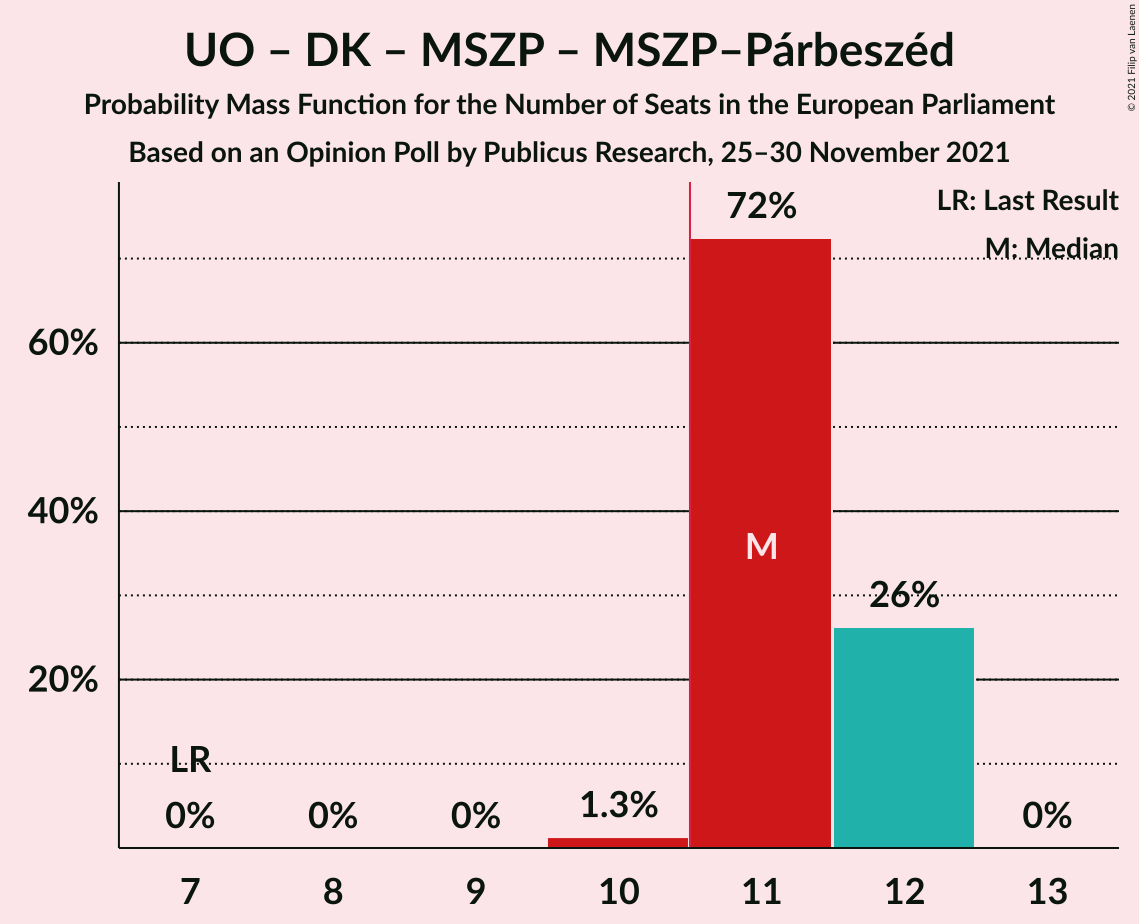 UO – DK – MSZP – MSZP–Párbeszéd
Probability Mass Function for the Number of Seats in the European Parliament
Based on an Opinion Poll by Publicus Research, 25–30 November 2021
© 2021 Filip van Laenen
LR: Last Result
M: Median
72%
60%
40%
M
26%
20%
LR
0%
0%
0%
1.3%
0%
7
8
9
10
11
12
13